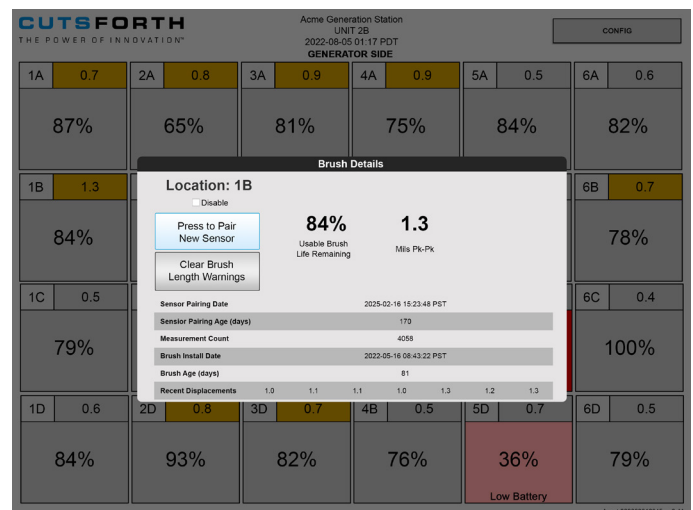 CUTSFORTH
THE POWER OF INNOVATION™
Acme Generation Station
UNIT 2B
2022-08-05 01:17 PDT
GENERATOR SIDE
CONFIG
1A 0.7 2A 0.8 3A 0.9 4A 0.9 5A 0.5 6A 0.6
87% 65% 81% 75% 84% 82%
Brush Details
1B 1.3
84%
6B 0.7
78%
1C 0.5
79%
6C 0.4
100%
Location: 1B
Disable
Press to Pair
New Sensor
84%
Usable Brush
Life Remaining
1.3
Mils Pk-Pk
Clear Brush
Length Warnings
Sensor Pairing Date 2025-02-16 15:23:48 PST
Sensior Pairing Age (days) 170
Measurement Count 4058
Brush Install Date 2022-05-16 08:43:22 PST
Brush Age (days) 81
Recent Displacements 1.0 1.1 1.1 1.0 1.3 1.2 1.3
1D 0.6 2D 0.8 3D 0.7 4B 0.5 5D 0.7 6D 0.5
84% 93% 82% 76% 36% 79%
Low Battery